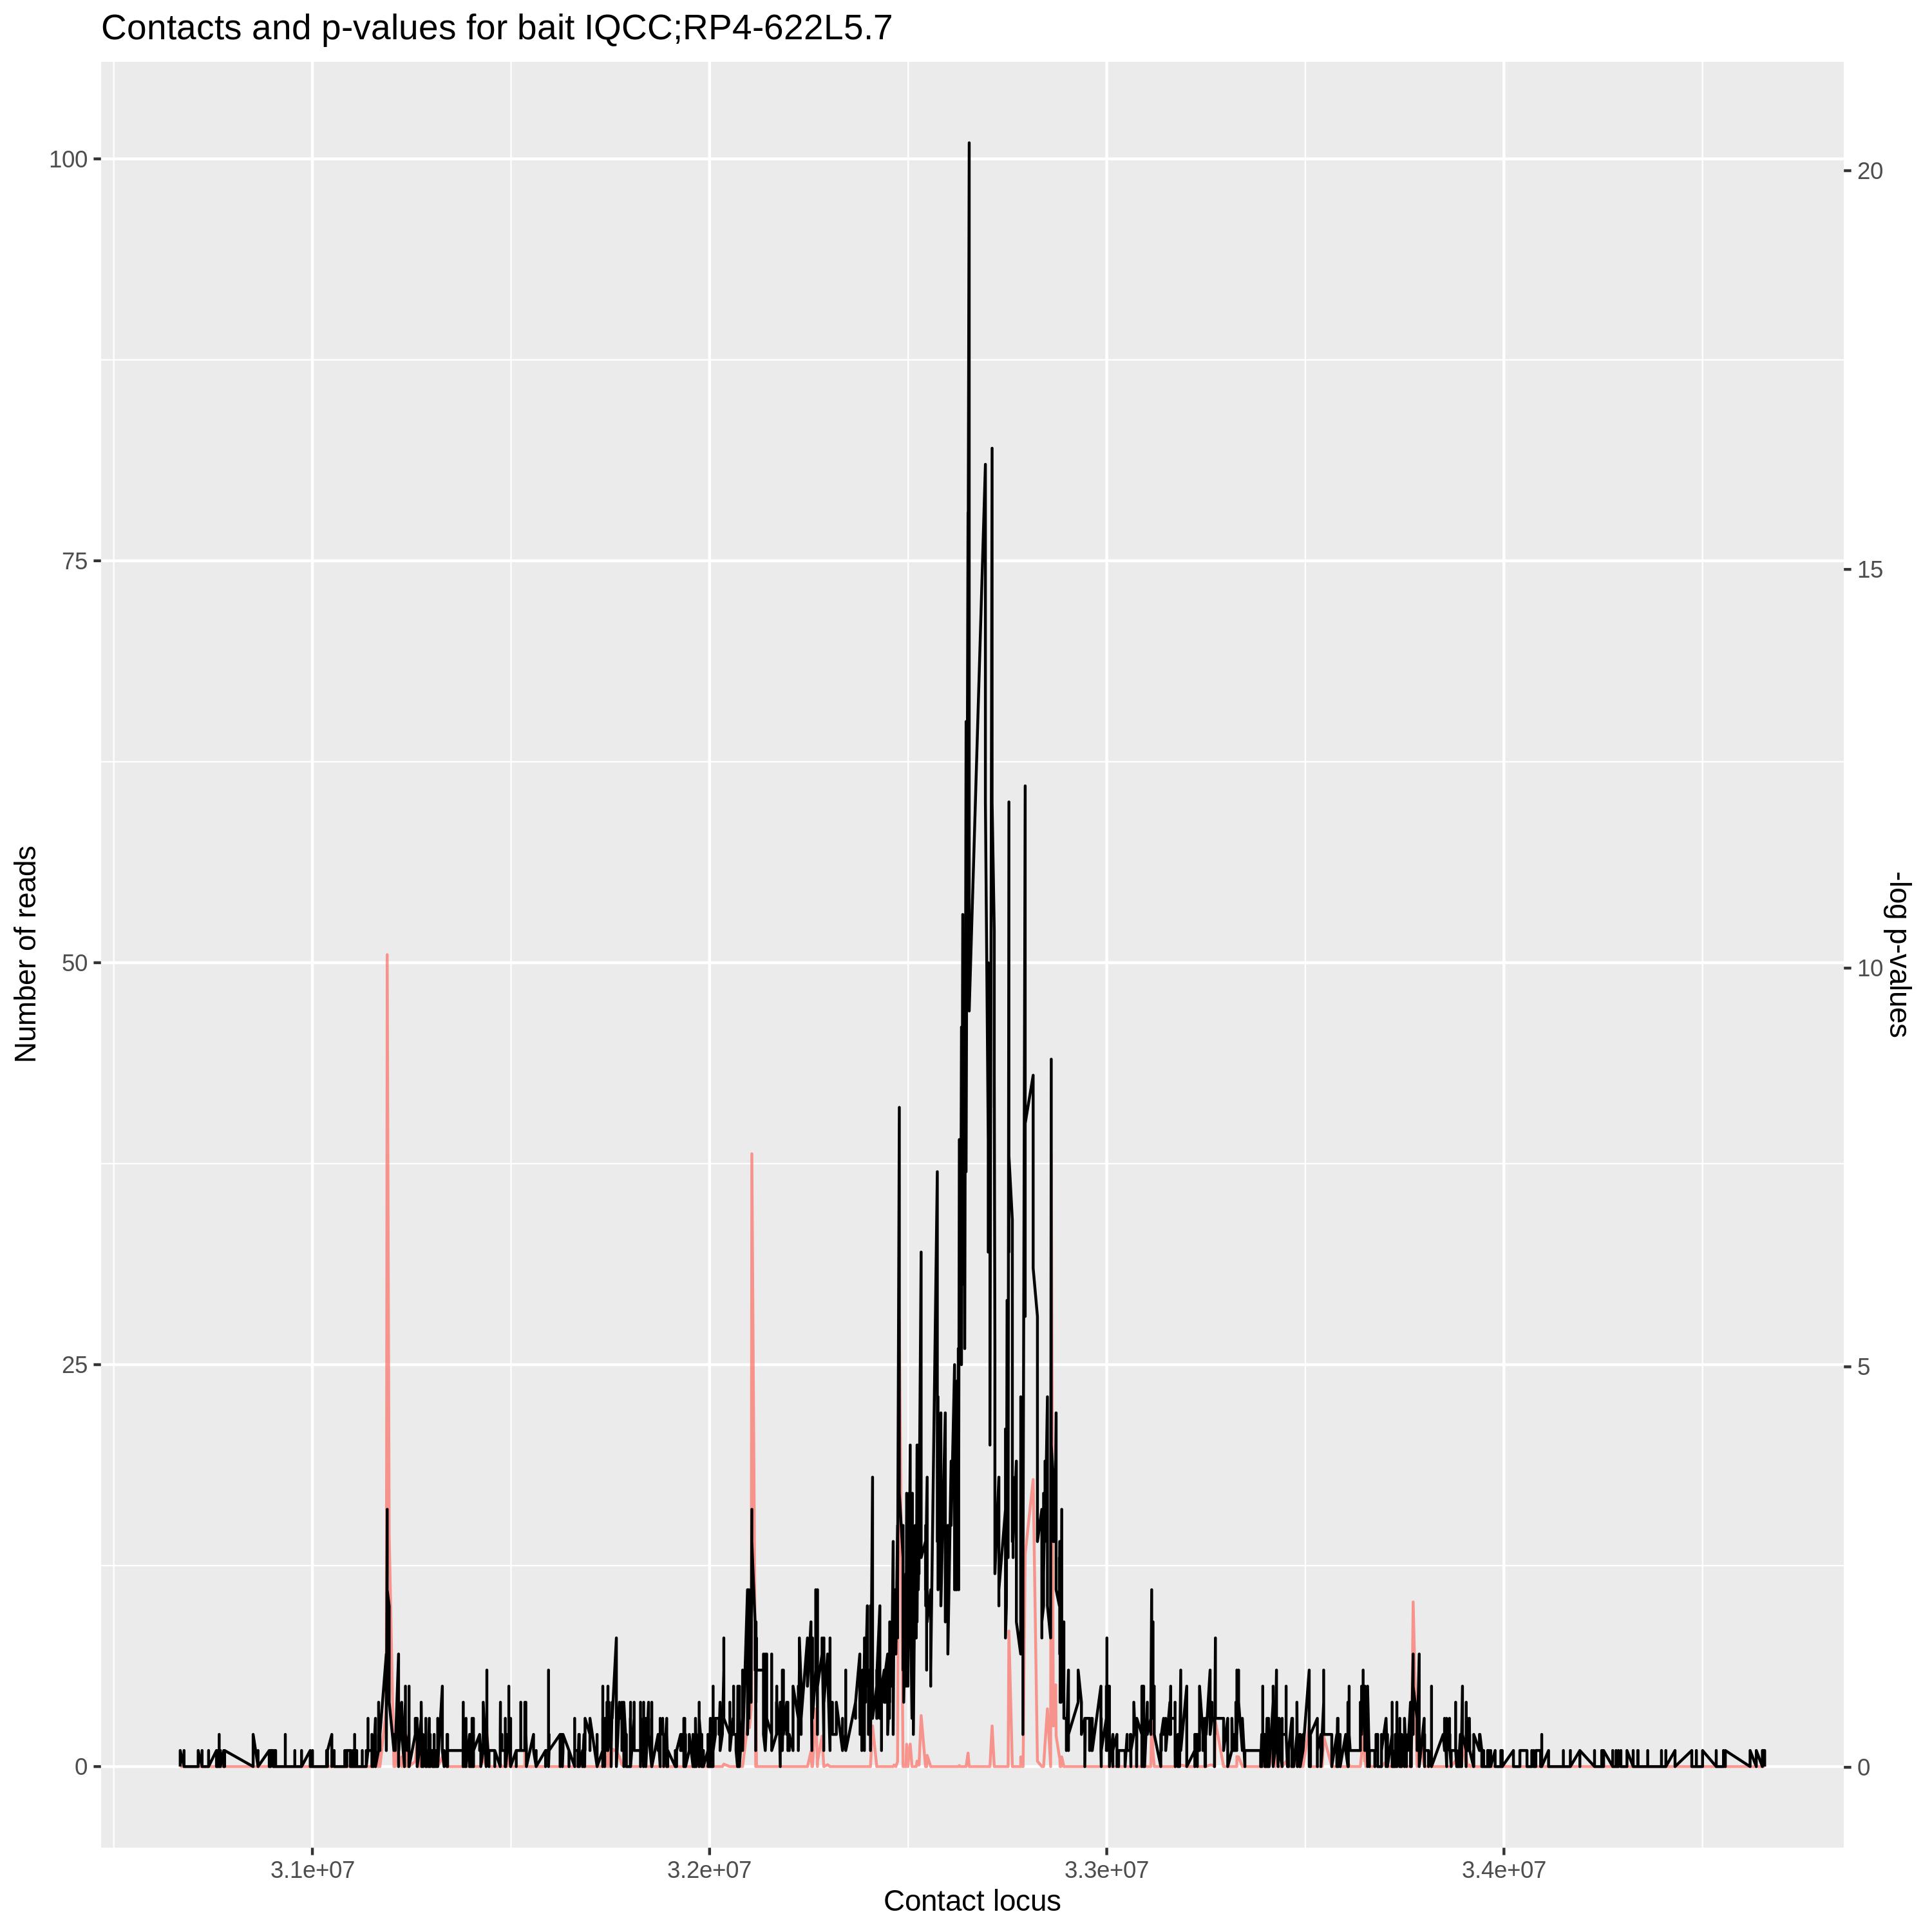 Contacts and p-values for bait IQCC;RP4-622L5.7
100
75
50
25
0
20
15
10
5
0
Number of reads
-log p-values
3.1e+07
3.2e+07
3.3e+07
3.4e+07
Contact locus